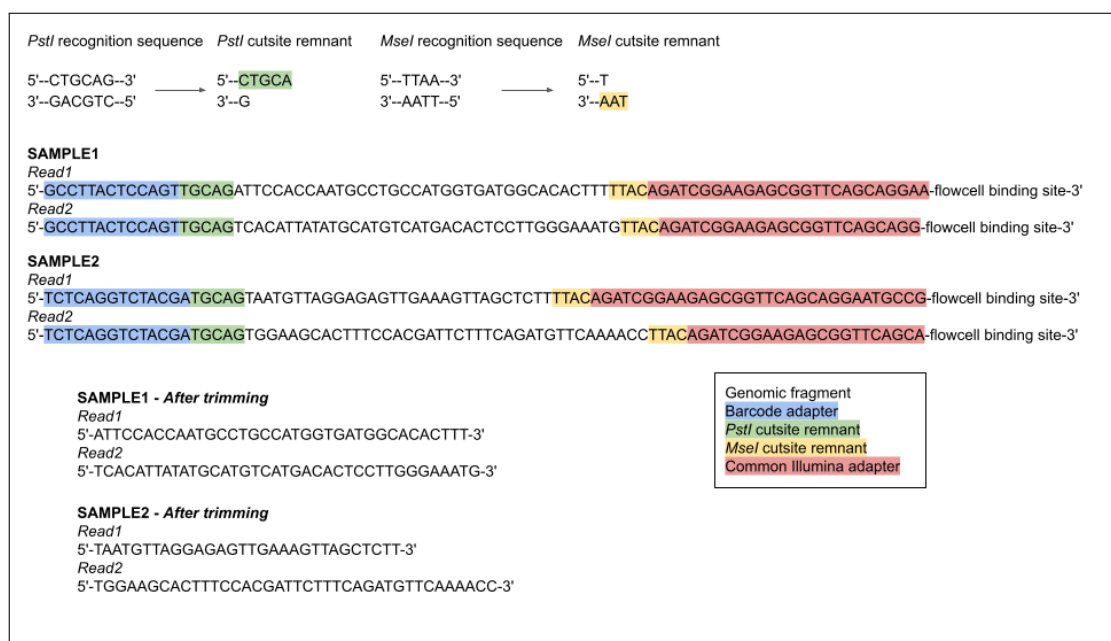 PstI recognition sequence PstI cutsite remnant MseI recognition sequence MseI cutsite remnant
5'--CTGCAG--3' 5'--CTGCA 5'--TTAA--3' 5'--T
3'--GACGTC--5' 3'--G 3'--AATT--5' 3'--AAT
SAMPLE1
Read1
5'-GCCTTACTCCAGTTGCAGATTCCACCAATGCCTGCCATGGTGATGGCACACTTTTTACAGATCGGAAGAGCGGTTCAGCAGGAA-flowcell binding site-3'
Read2
5'-GCCTTACTCCAGTTGCAGTCACATTATATGCATGTCATGACACTCCTTGGGAAATGTTACAGATCGGAAGAGCGGTTCAGCAGG-flowcell binding site-3'
SAMPLE2
Read1
5'-TCTCAGGTCTACGATGCAGTAATGTTAGGAGAGTTGAAAGTTAGCTCTTTTACAGATCGGAAGAGCGGTTCAGCAGGAATGCCG-flowcell binding site-3'
Read2
5'-TCTCAGGTCTACGATGCAGTGGAAGCACTTTCCACGATTCTTTCAGATGTTCAAAACCTTACAGATCGGAAGAGCGGTTCAGCA-flowcell binding site-3'
SAMPLE1 - After trimming
Read1
5'-ATTCCACCAATGCCTGCCATGGTGATGGCACACTTT-3'
Read2
5'-TCACATTATATGCATGTCATGACACTCCTTGGGAAATG-3'
SAMPLE2 - After trimming
Read1
5'-TAATGTTAGGAGAGTTGAAAGTTAGCTCTT-3'
Read2
5'-TGGAAGCACTTTCCACGATTCTTTCAGATGTTCAAAACC-3'
Genomic fragment
Barcode adapter
PstI cutsite remnant
MseI cutsite remnant
Common Illumina adapter